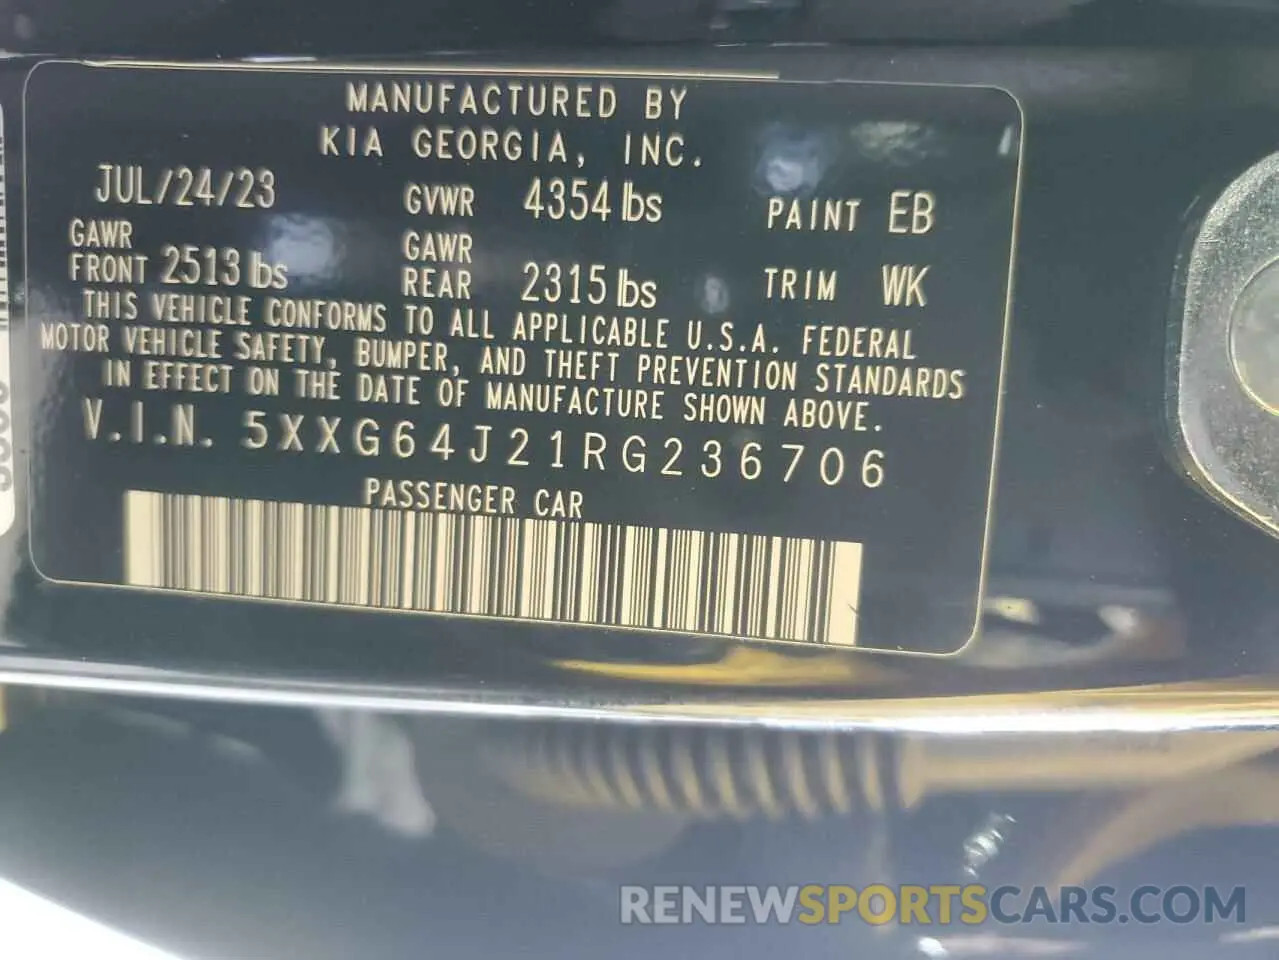 MANUFACTURED BY
KIA GEORGIA, INC.
JUL/24/23 GVWR 4354 lbs PAINT EB
GAWR FRONT 2513 lbs GAWR REAR 2315 lbs TRIM WK
THIS VEHICLE CONFORMS TO ALL APPLICABLE U.S.A. FEDERAL
MOTOR VEHICLE SAFETY, BUMPER, AND THEFT PREVENTION STANDARDS
IN EFFECT ON THE DATE OF MANUFACTURE SHOWN ABOVE.
V.I.N. 5XXG64J21RG236706
PASSENGER CAR
RENEWSPORTSCARS.COM